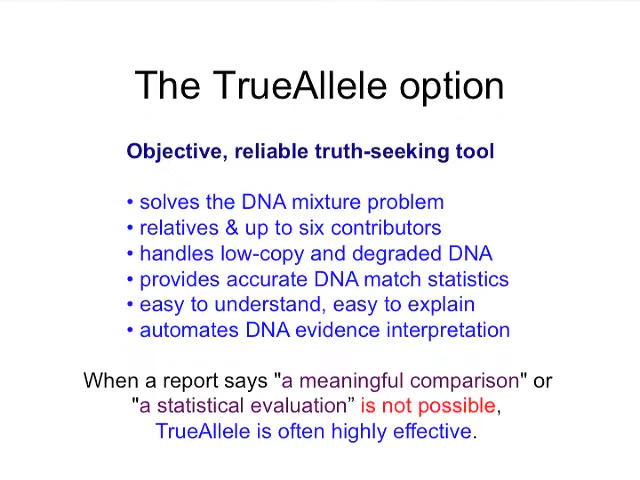 The TrueAllele option
Objective, reliable truth-seeking tool
• solves the DNA mixture problem
• relatives & up to six contributors
• handles low-copy and degraded DNA
• provides accurate DNA match statistics
• easy to understand, easy to explain
• automates DNA evidence interpretation
When a report says "a meaningful comparison" or
"a statistical evaluation” is not possible,
TrueAllele is often highly effective.